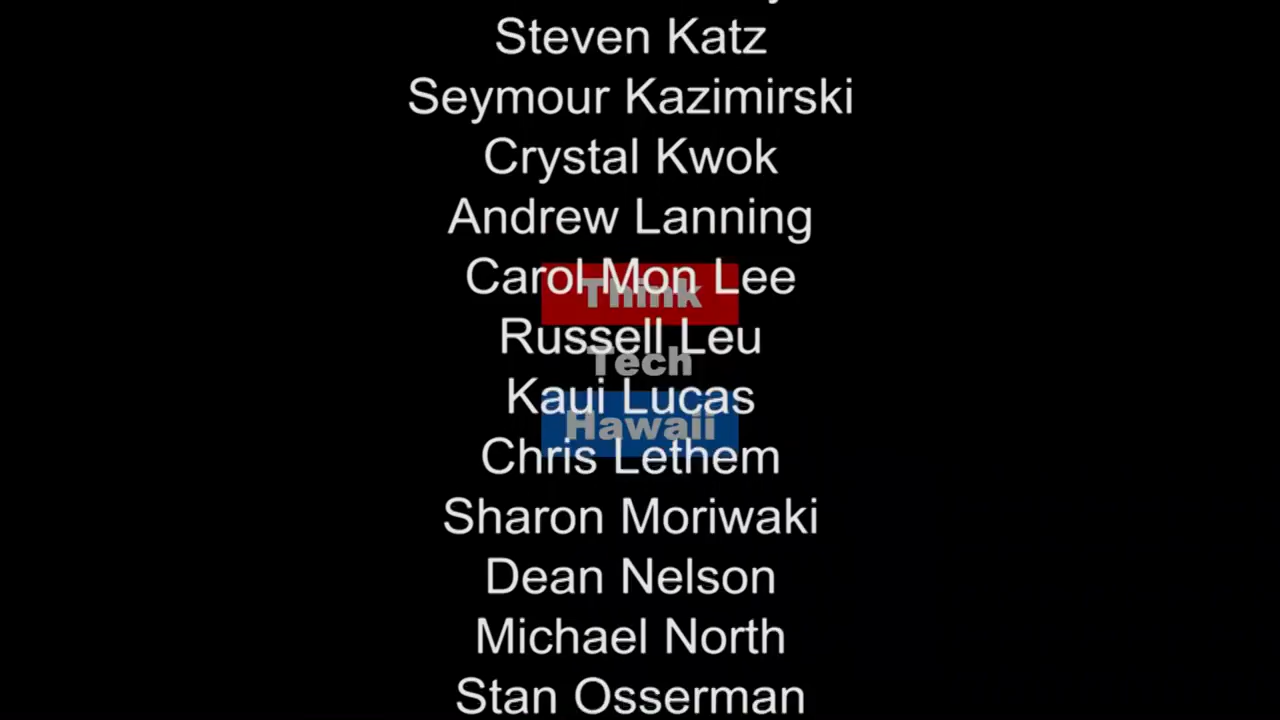 Steven Katz
Seymour Kazimirski
Crystal Kwok
Andrew Lanning
Carol Mon Lee
Think
Russell Leu
Tech
Kaui Lucas
Hawaii
Chris Lethem
Sharon Moriwaki
Dean Nelson
Michael North
Stan Osserman